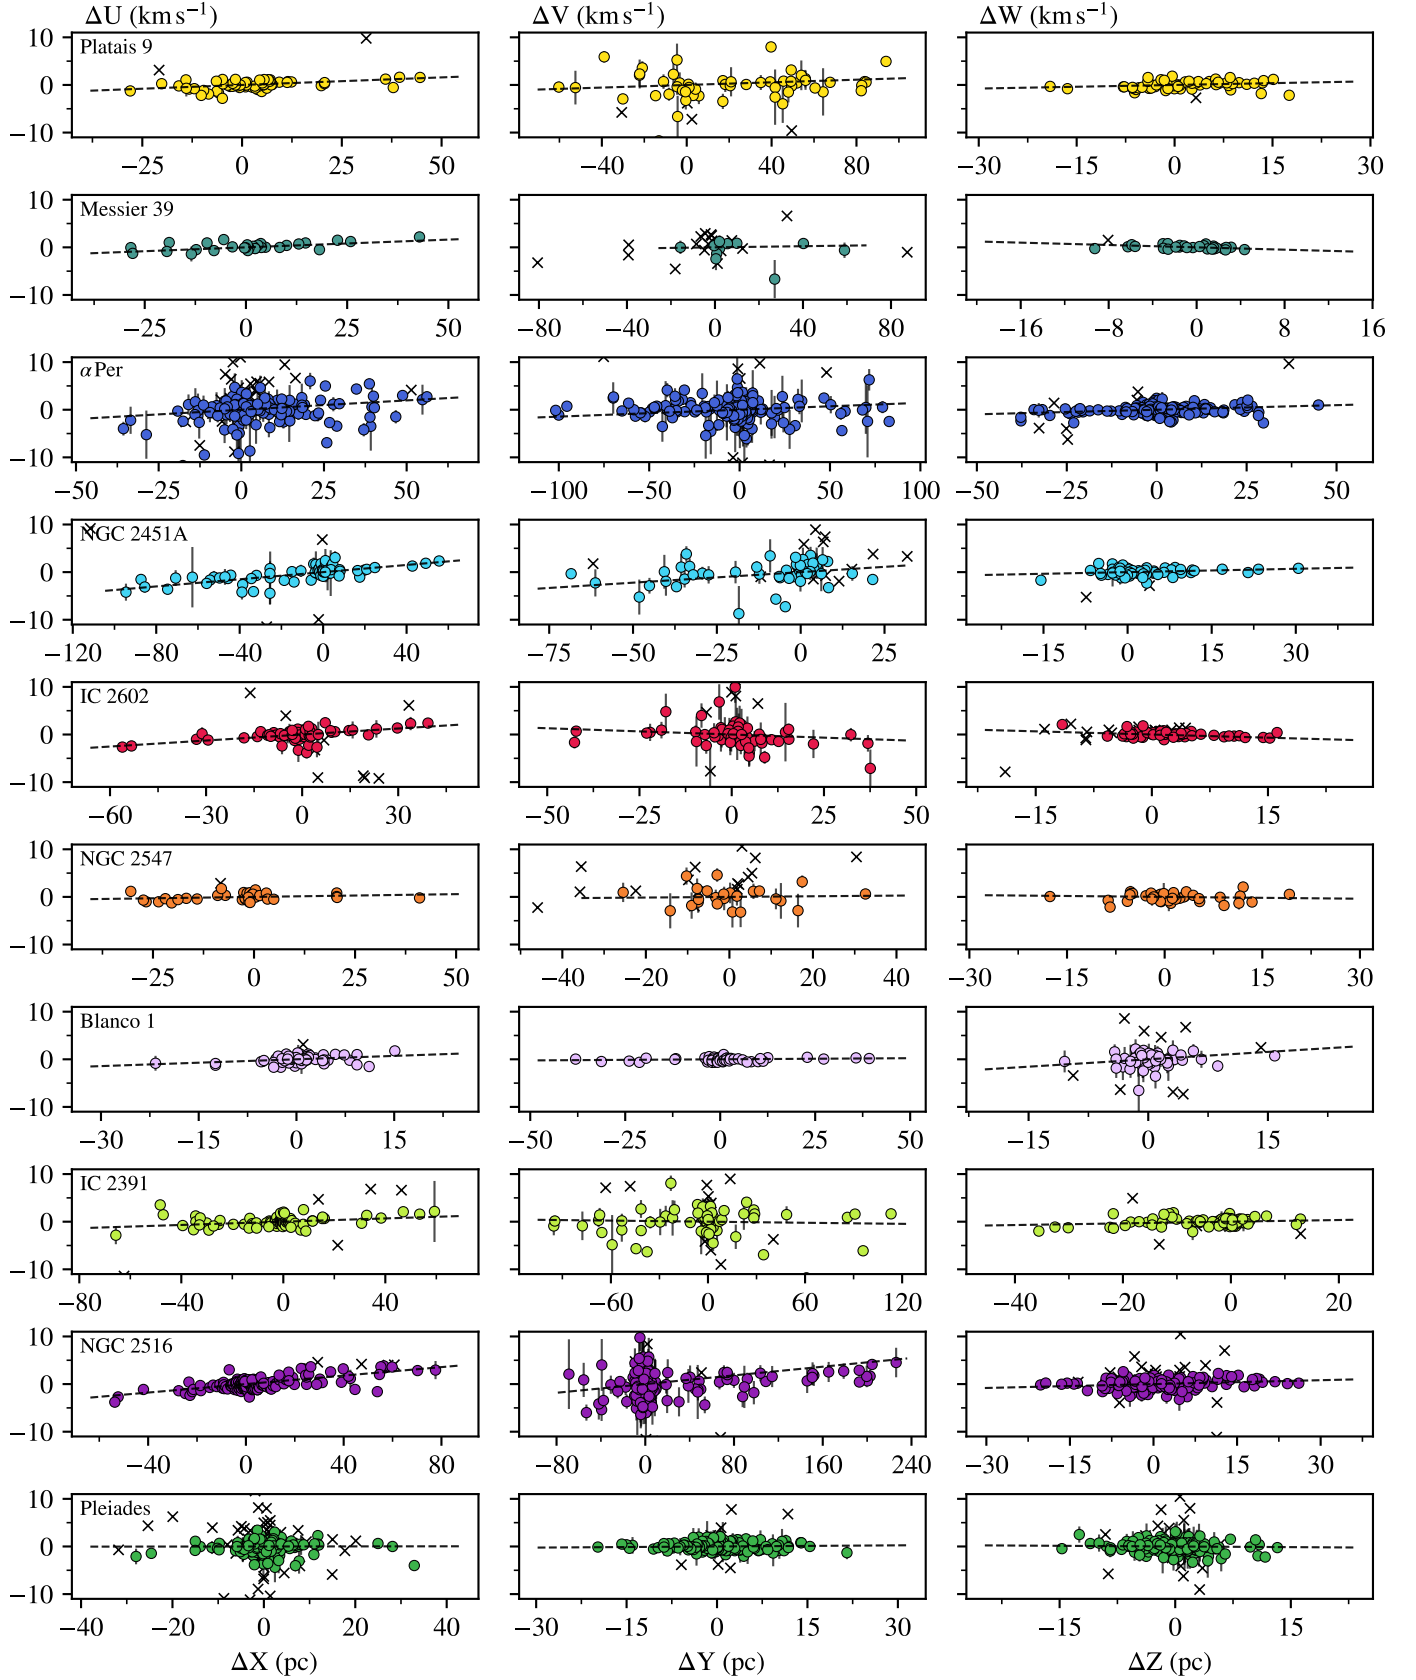 ΔU (km s⁻¹) ΔV (km s⁻¹) ΔW (km s⁻¹)
10 Platais 9
0
−10
−25 0 25 50 −40 0 40 80 −30 −15 0 15 30
10 Messier 39
0
−10
−25 0 25 50 −80 −40 0 40 80 −16 −8 0 8 16
10 αPer
0
−10
−50 −25 0 25 50 −100 −50 0 50 100 −50 −25 0 25 50
10 NGC 2451A
0
−10
−120 −80 −40 0 40 −75 −50 −25 0 25 −15 0 15 30
10 IC 2602
0
−10
−60 −30 0 30 −50 −25 0 25 50 −15 0 15
10 NGC 2547
0
−10
−25 0 25 50 −40 −20 0 20 40 −30 −15 0 15 30
10 Blanco 1
0
−10
−30 −15 0 15 −50 −25 0 25 50 −15 0 15
10 IC 2391
0
−10
−80 −40 0 40 −60 0 60 120 −40 −20 0 20
10 NGC 2516
0
−10
−40 0 40 80 −80 0 80 160 240 −30 −15 0 15 30
10 Pleiades
0
−10
−40 −20 0 20 40 −30 −15 0 15 30 −15 0 15
ΔX (pc) ΔY (pc) ΔZ (pc)